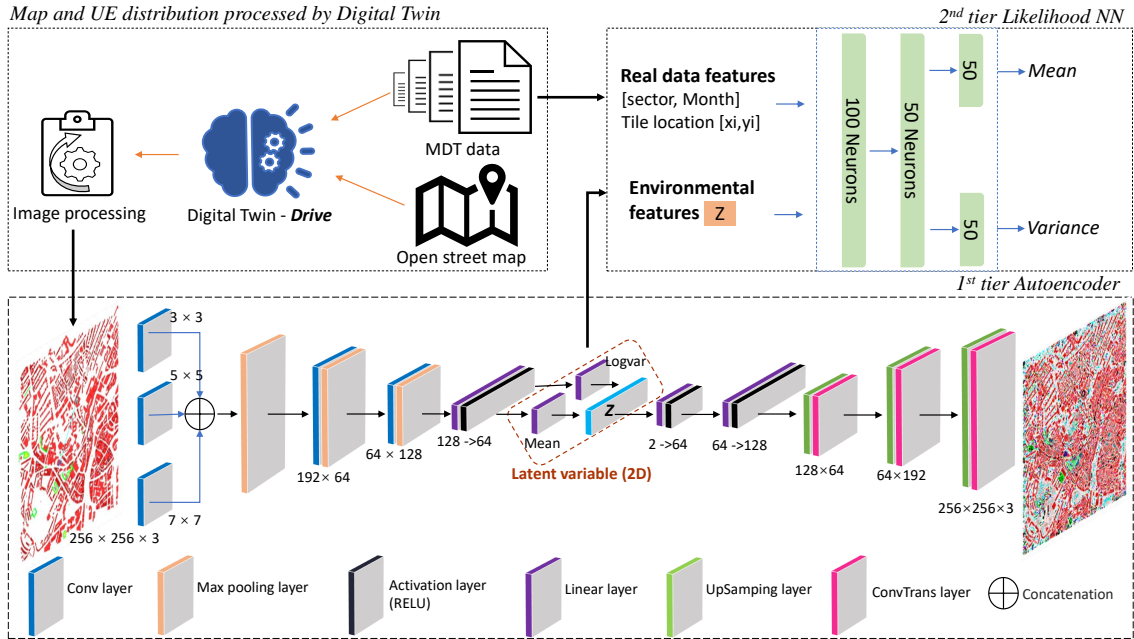 Map and UE distribution processed by Digital Twin
MDT data
Image processing
Digital Twin - Drive
Open street map
2nd tier Likelihood NN
Real data features
[sector, Month]
Tile location [xi,yi]
Environmental
features Z
100 Neurons
50 Neurons
50
50
Mean
Variance
1st tier Autoencoder
3 × 3
5 × 5
7 × 7
256 × 256 × 3
192× 64
64 × 128
128 ->64
Logvar
Mean
Z
Latent variable (2D)
2 ->64
64 ->128
128×64
64×192
256×256×3
Conv layer
Max pooling layer
Activation layer
(RELU)
Linear layer
UpSamping layer
ConvTrans layer
Concatenation